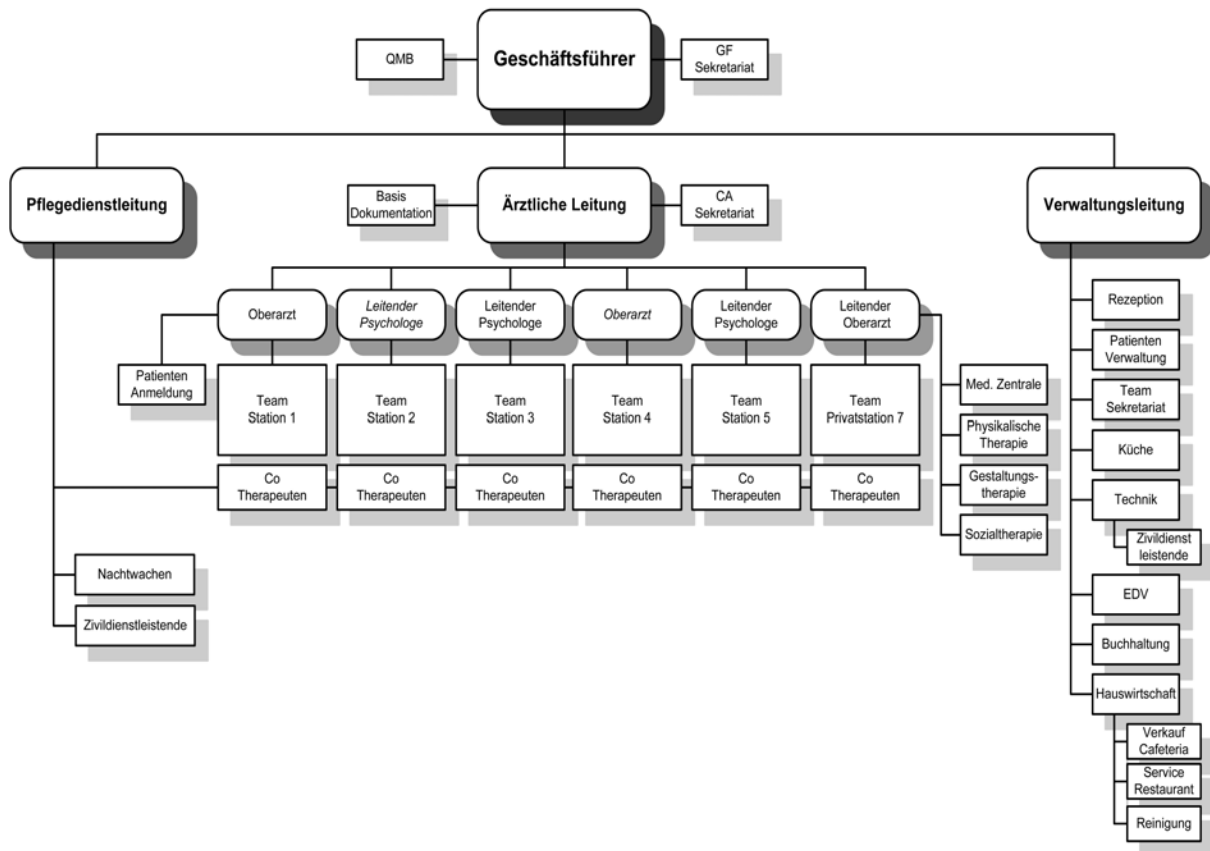 QMB
Geschäftsführer
GF
Sekretariat
Pflegedienstleitung
Basis
Dokumentation
Ärztliche Leitung
CA
Sekretariat
Verwaltungsleitung
Oberarzt
Leitender
Psychologe
Leitender
Psychologe
Oberarzt
Leitender
Psychologe
Leitender
Oberarzt
Patienten
Anmeldung
Team
Station 1
Team
Station 2
Team
Station 3
Team
Station 4
Team
Station 5
Team
Privatstation 7
Co
Therapeuten
Co
Therapeuten
Co
Therapeuten
Co
Therapeuten
Co
Therapeuten
Co
Therapeuten
Med. Zentrale
Physikalische
Therapie
Gestaltungs-
therapie
Sozialtherapie
Nachtwachen
Zivildienstleistende
Rezeption
Patienten
Verwaltung
Team
Sekretariat
Küche
Technik
Zivildienst
leistende
EDV
Buchhaltung
Hauswirtschaft
Verkauf
Cafeteria
Service
Restaurant
Reinigung